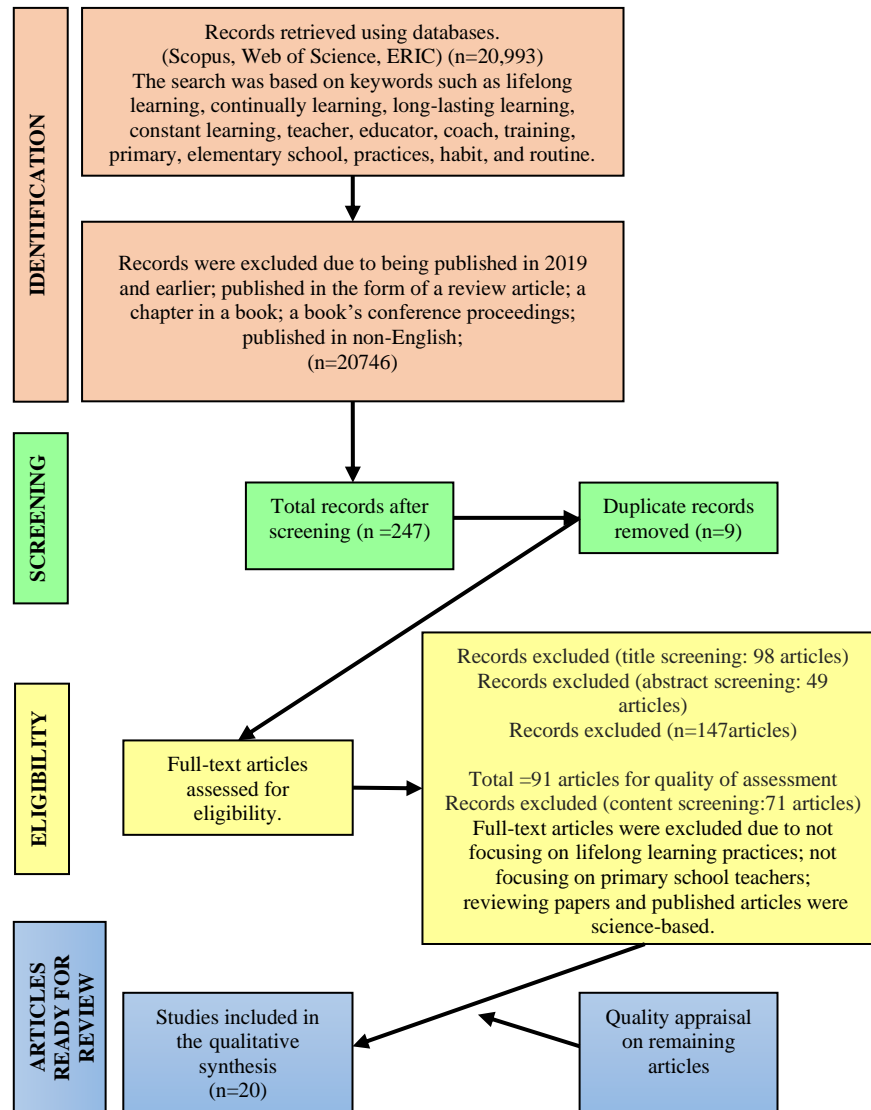 IDENTIFICATION
Records retrieved using databases.
(Scopus, Web of Science, ERIC) (n=20,993)
The search was based on keywords such as lifelong
learning, continually learning, long-lasting learning,
constant learning, teacher, educator, coach, training,
primary, elementary school, practices, habit, and routine.
Records were excluded due to being published in 2019
and earlier; published in the form of a review article; a
chapter in a book; a book’s conference proceedings;
published in non-English;
(n=20746)
SCREENING
Total records after
screening (n =247)
Duplicate records
removed (n=9)
ELIGIBILITY
Full-text articles
assessed for
eligibility.
Records excluded (title screening: 98 articles)
Records excluded (abstract screening: 49
articles)
Records excluded (n=147articles)
Total =91 articles for quality of assessment
Records excluded (content screening:71 articles)
Full-text articles were excluded due to not
focusing on lifelong learning practices; not
focusing on primary school teachers;
reviewing papers and published articles were
science-based.
ARTICLES
READY FOR
REVIEW
Studies included in
the qualitative
synthesis
(n=20)
Quality appraisal
on remaining
articles